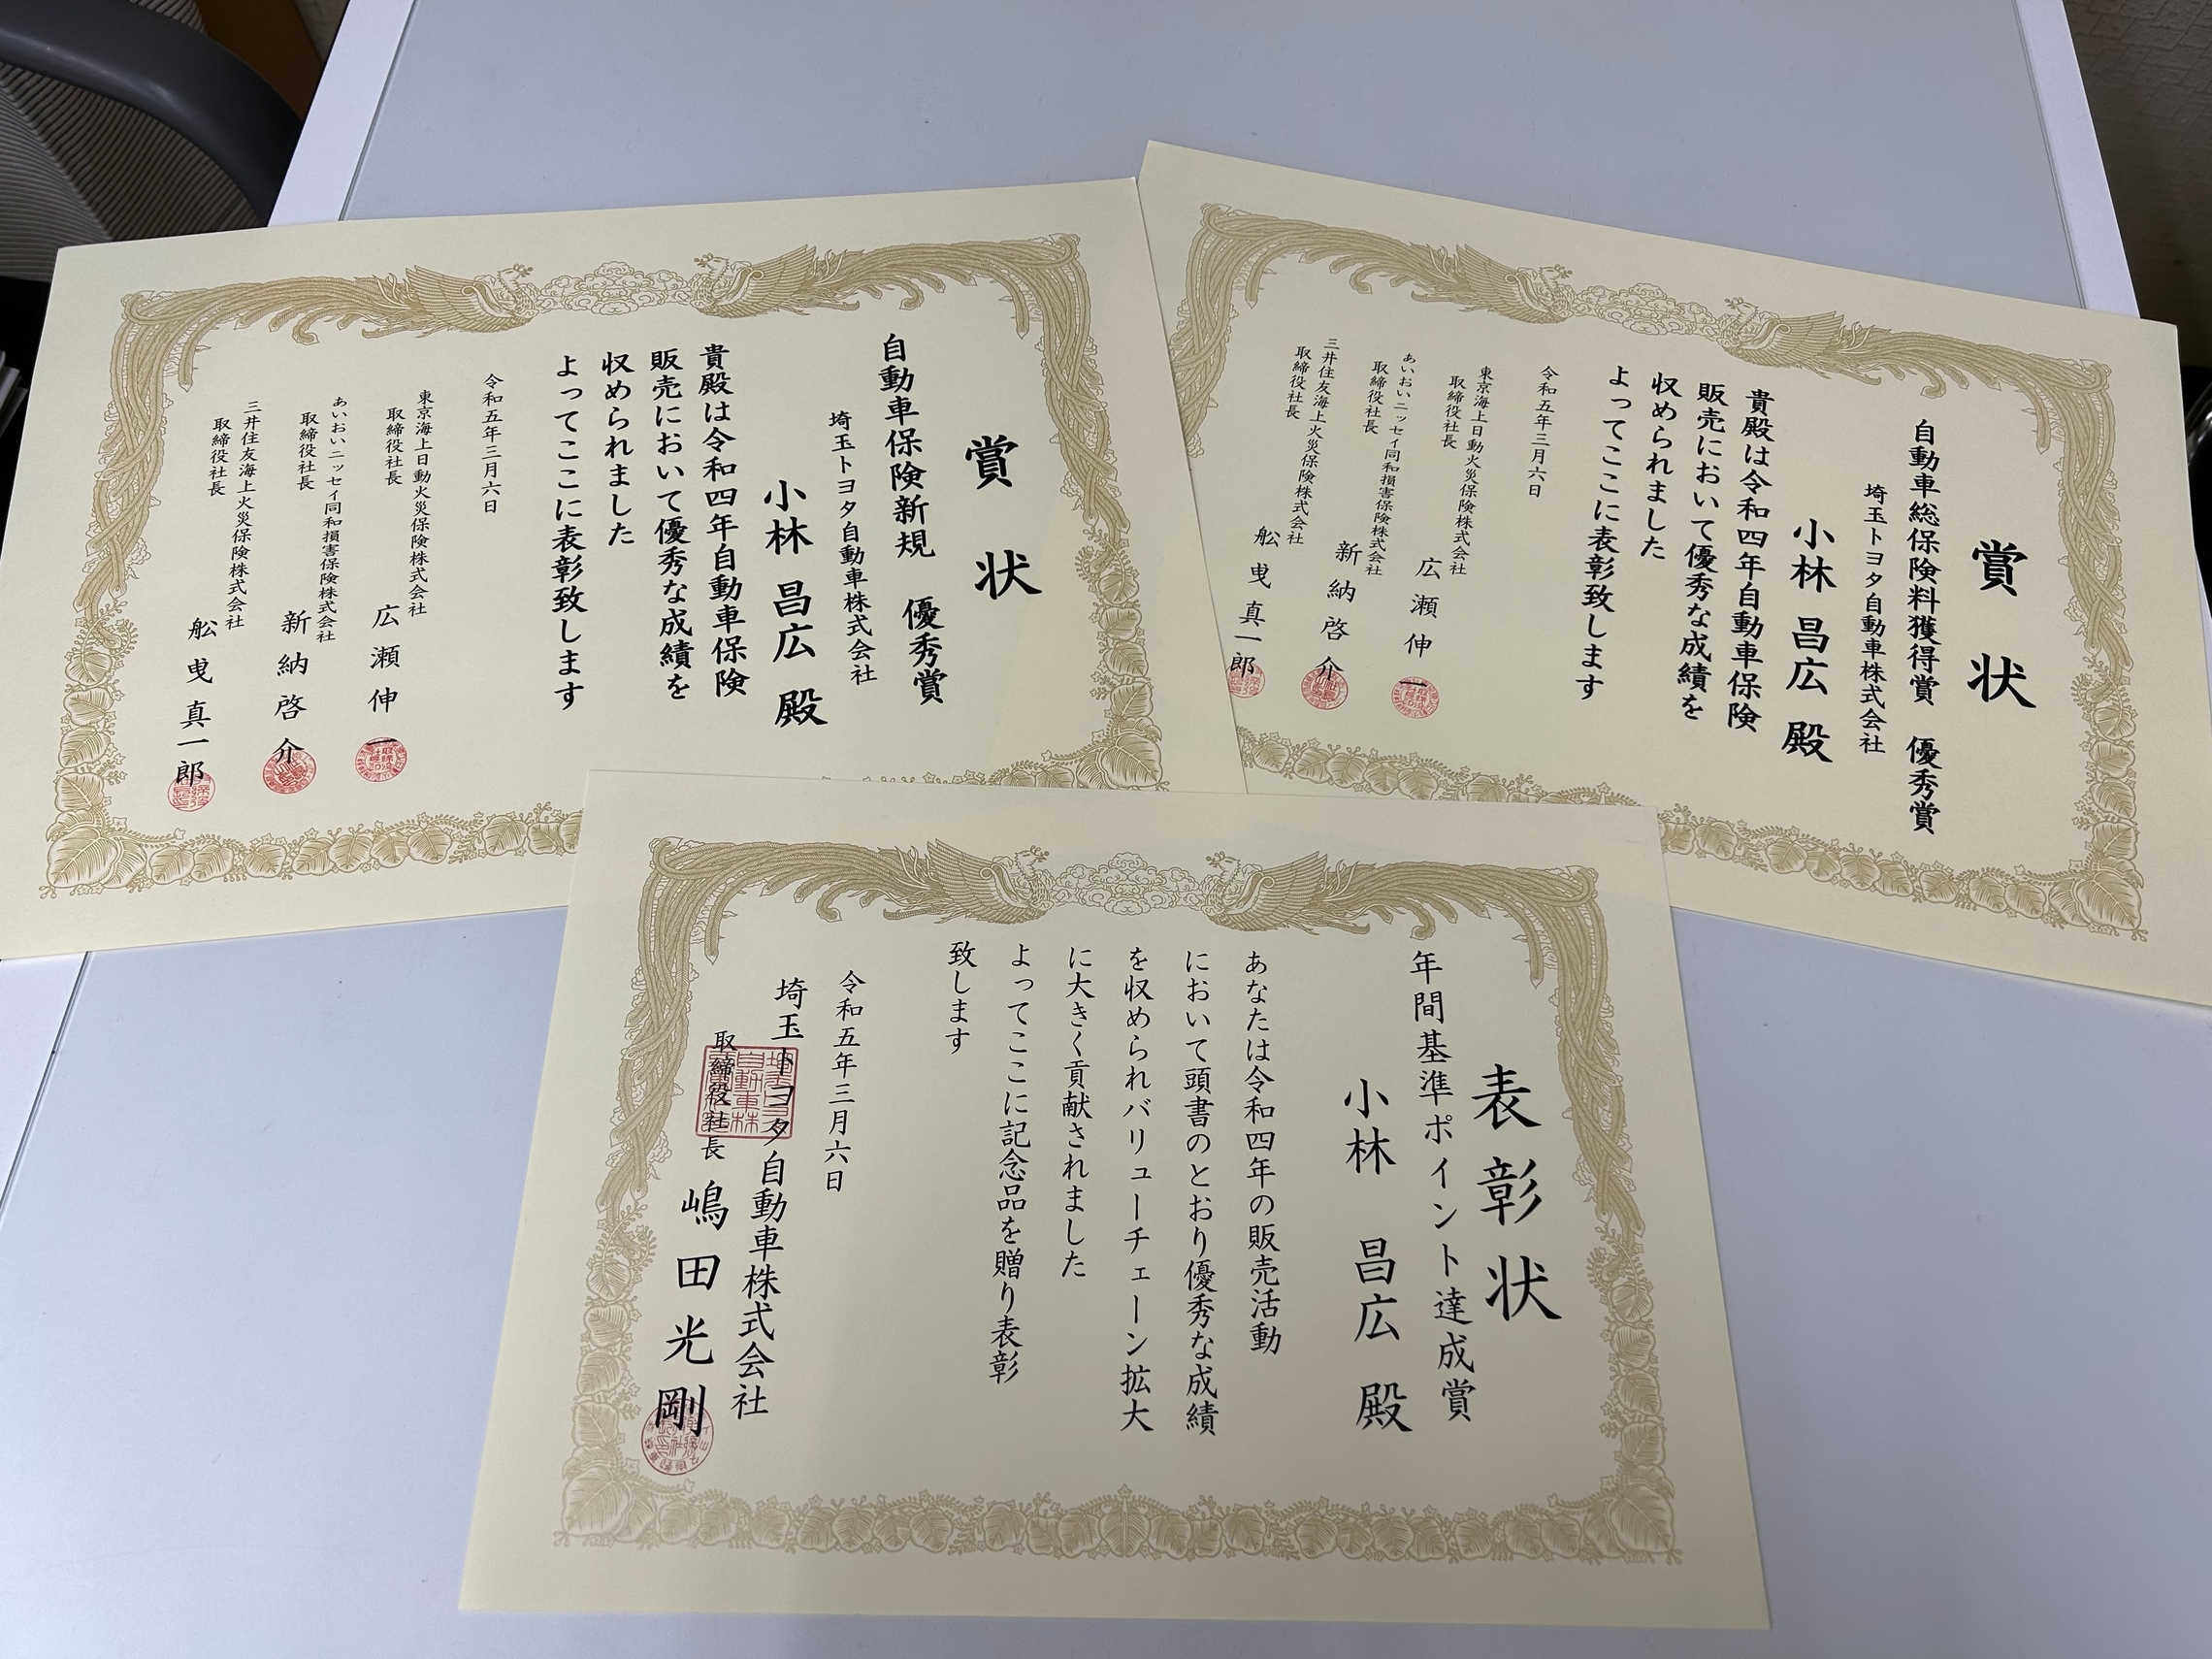 賞状
自動車保険新規　優秀賞
埼玉トヨタ自動車株式会社
小林 昌広 殿
貴殿は令和四年自動車保険
販売において優秀な成績を
収められました
よってここに表彰致します
令和五年三月六日
東京海上日動火災保険株式会社
取締役社長　広瀬伸一
あいおいニッセイ同和損害保険株式会社
取締役社長　新納啓介
三井住友海上火災保険株式会社
取締役社長　舩曵真一郎
賞状
自動車総保険料獲得賞　優秀賞
埼玉トヨタ自動車株式会社
小林 昌広 殿
貴殿は令和四年自動車保険
販売において優秀な成績を
収められました
よってここに表彰致します
令和五年三月六日
東京海上日動火災保険株式会社
取締役社長　広瀬伸一
あいおいニッセイ同和損害保険株式会社
取締役社長　新納啓介
三井住友海上火災保険株式会社
取締役社長　舩曵真一郎
表彰状
年間基準ポイント達成賞
小林 昌広 殿
あなたは令和四年の販売活動
において頭書のとおり優秀な成績
を収められバリューチェーン拡大
に大きく貢献されました
よってここに記念品を贈り表彰
致します
令和五年三月六日
埼玉トヨタ自動車株式会社
取締役社長　嶋田光剛